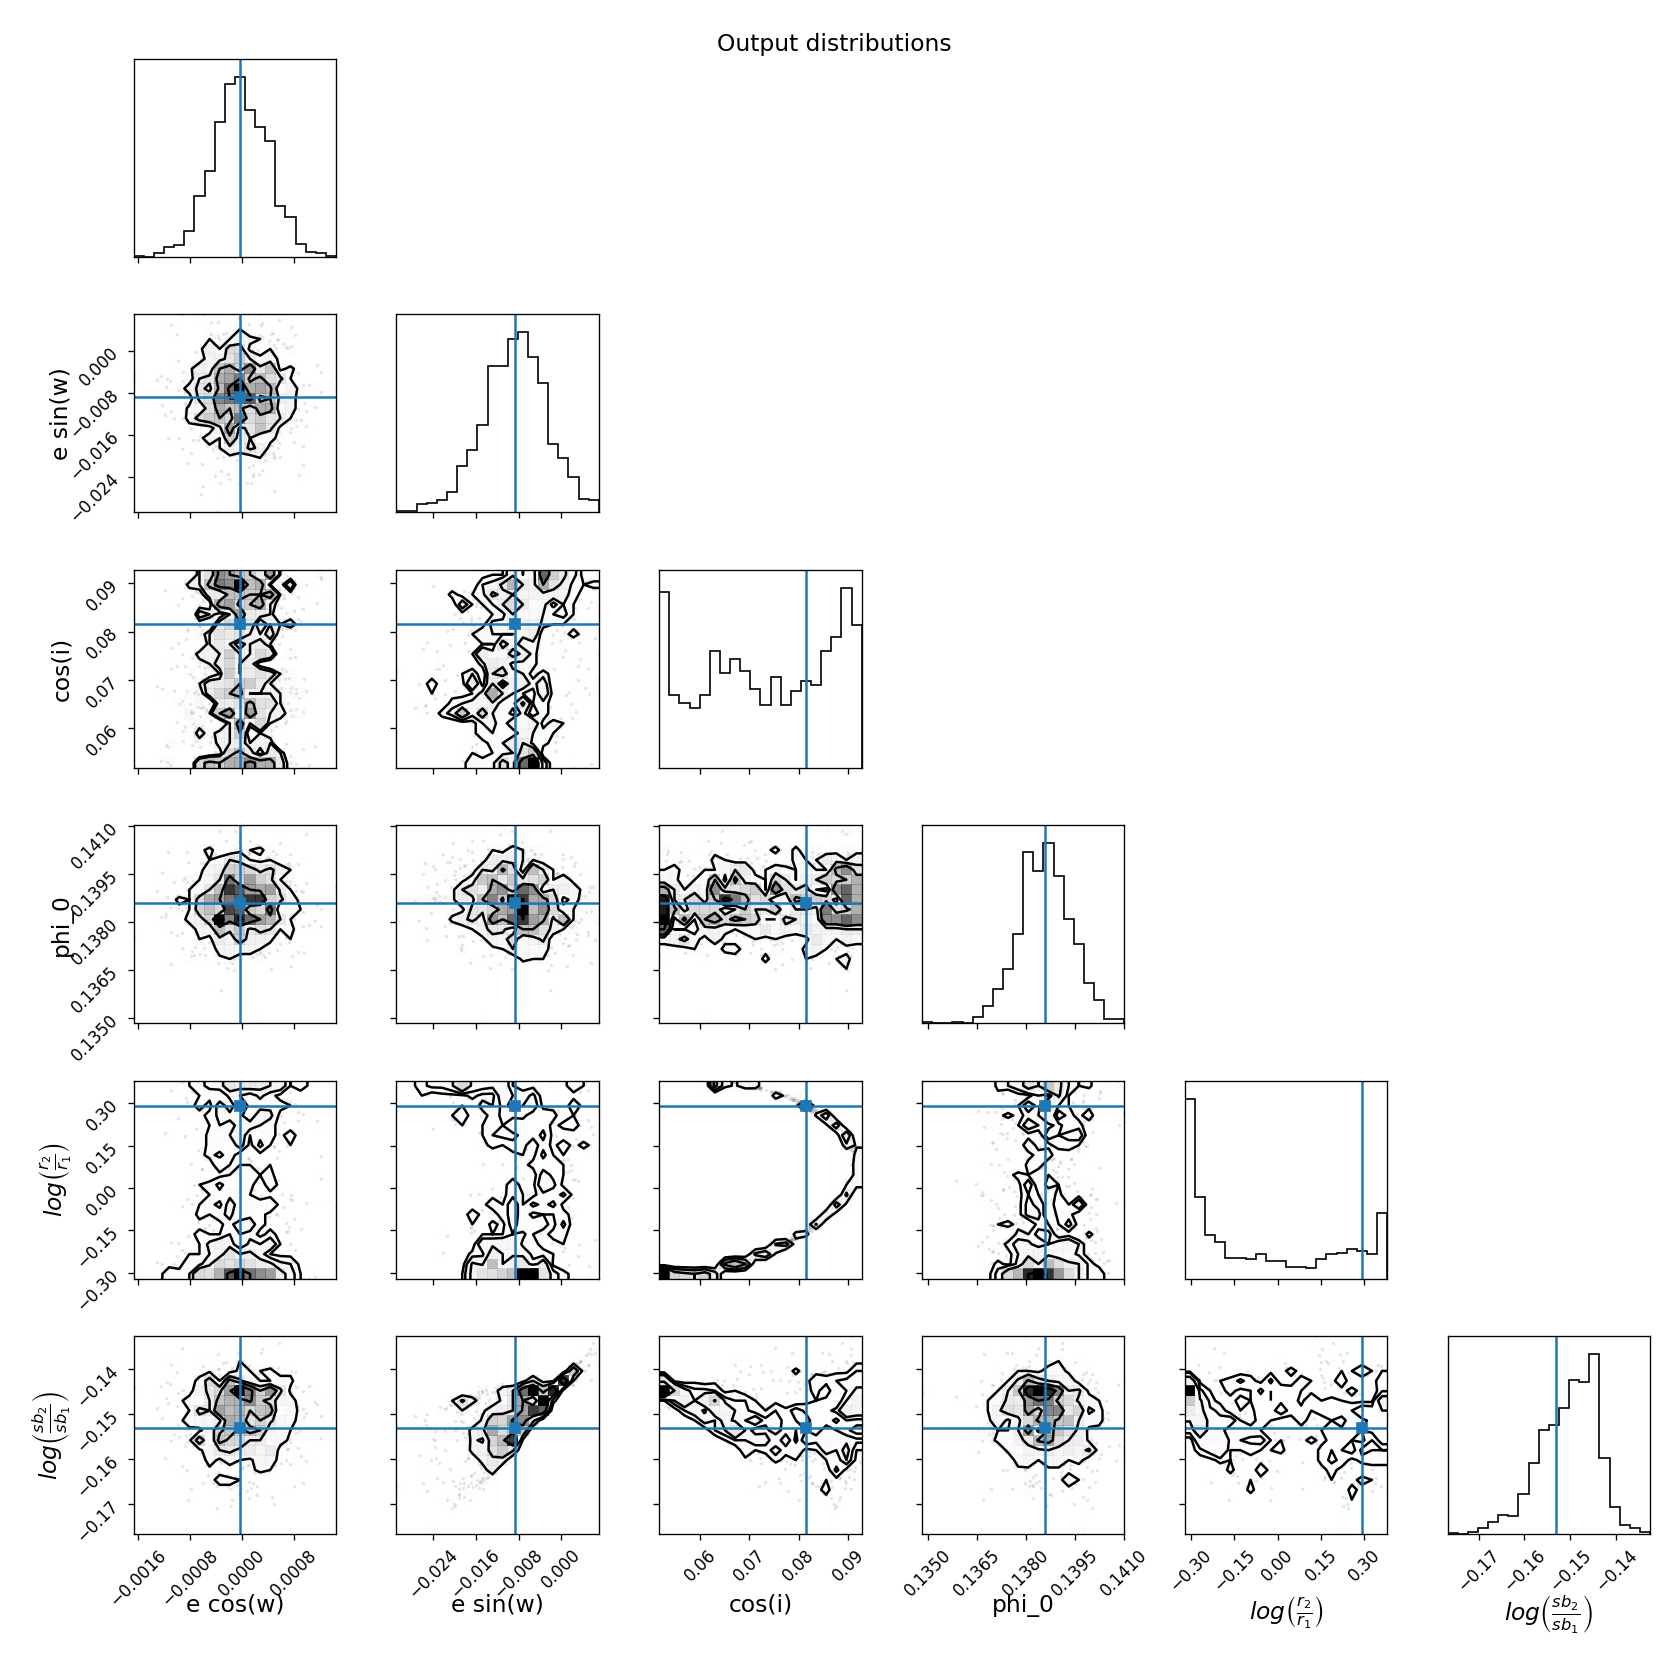 Output distributions
e sin(w)
0.000
−0.008
−0.016
−0.024
cos(i)
0.09
0.08
0.07
0.06
phi_0
0.1410
0.1395
0.1380
0.1365
0.1350
log(r₂/r₁)
0.30
0.15
0.00
−0.15
−0.30
log(sb₂/sb₁)
−0.14
−0.15
−0.16
−0.17
−0.0016 −0.0008 0.0000 0.0008
−0.024 −0.016 −0.008 0.000
0.06 0.07 0.08 0.09
0.1350 0.1365 0.1380 0.1395 0.1410
−0.30 −0.15 0.00 0.15 0.30
−0.17 −0.16 −0.15 −0.14
e cos(w) e sin(w) cos(i) phi_0 log(r₂/r₁) log(sb₂/sb₁)